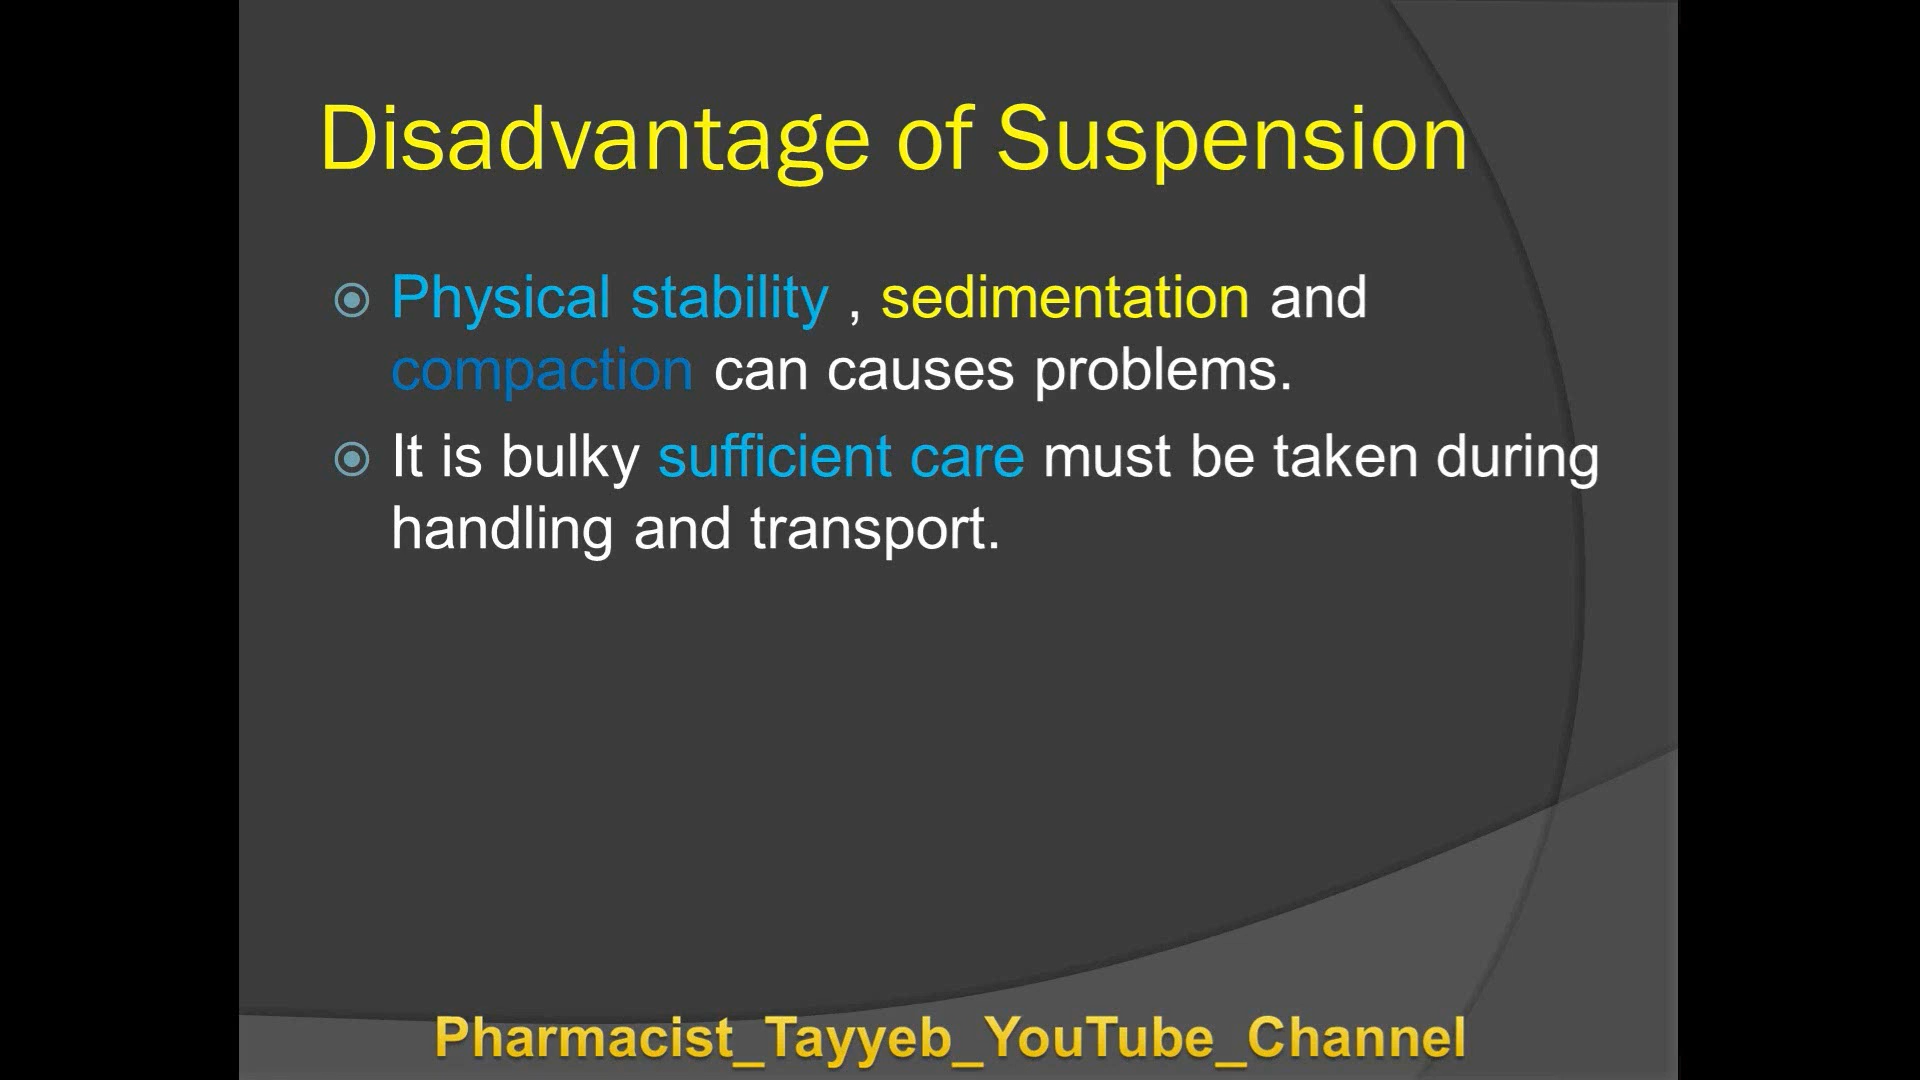 Disadvantage of Suspension
Physical stability , sedimentation and
compaction can causes problems.
It is bulky sufficient care must be taken during
handling and transport.
Pharmacist_Tayyeb_YouTube_Channel